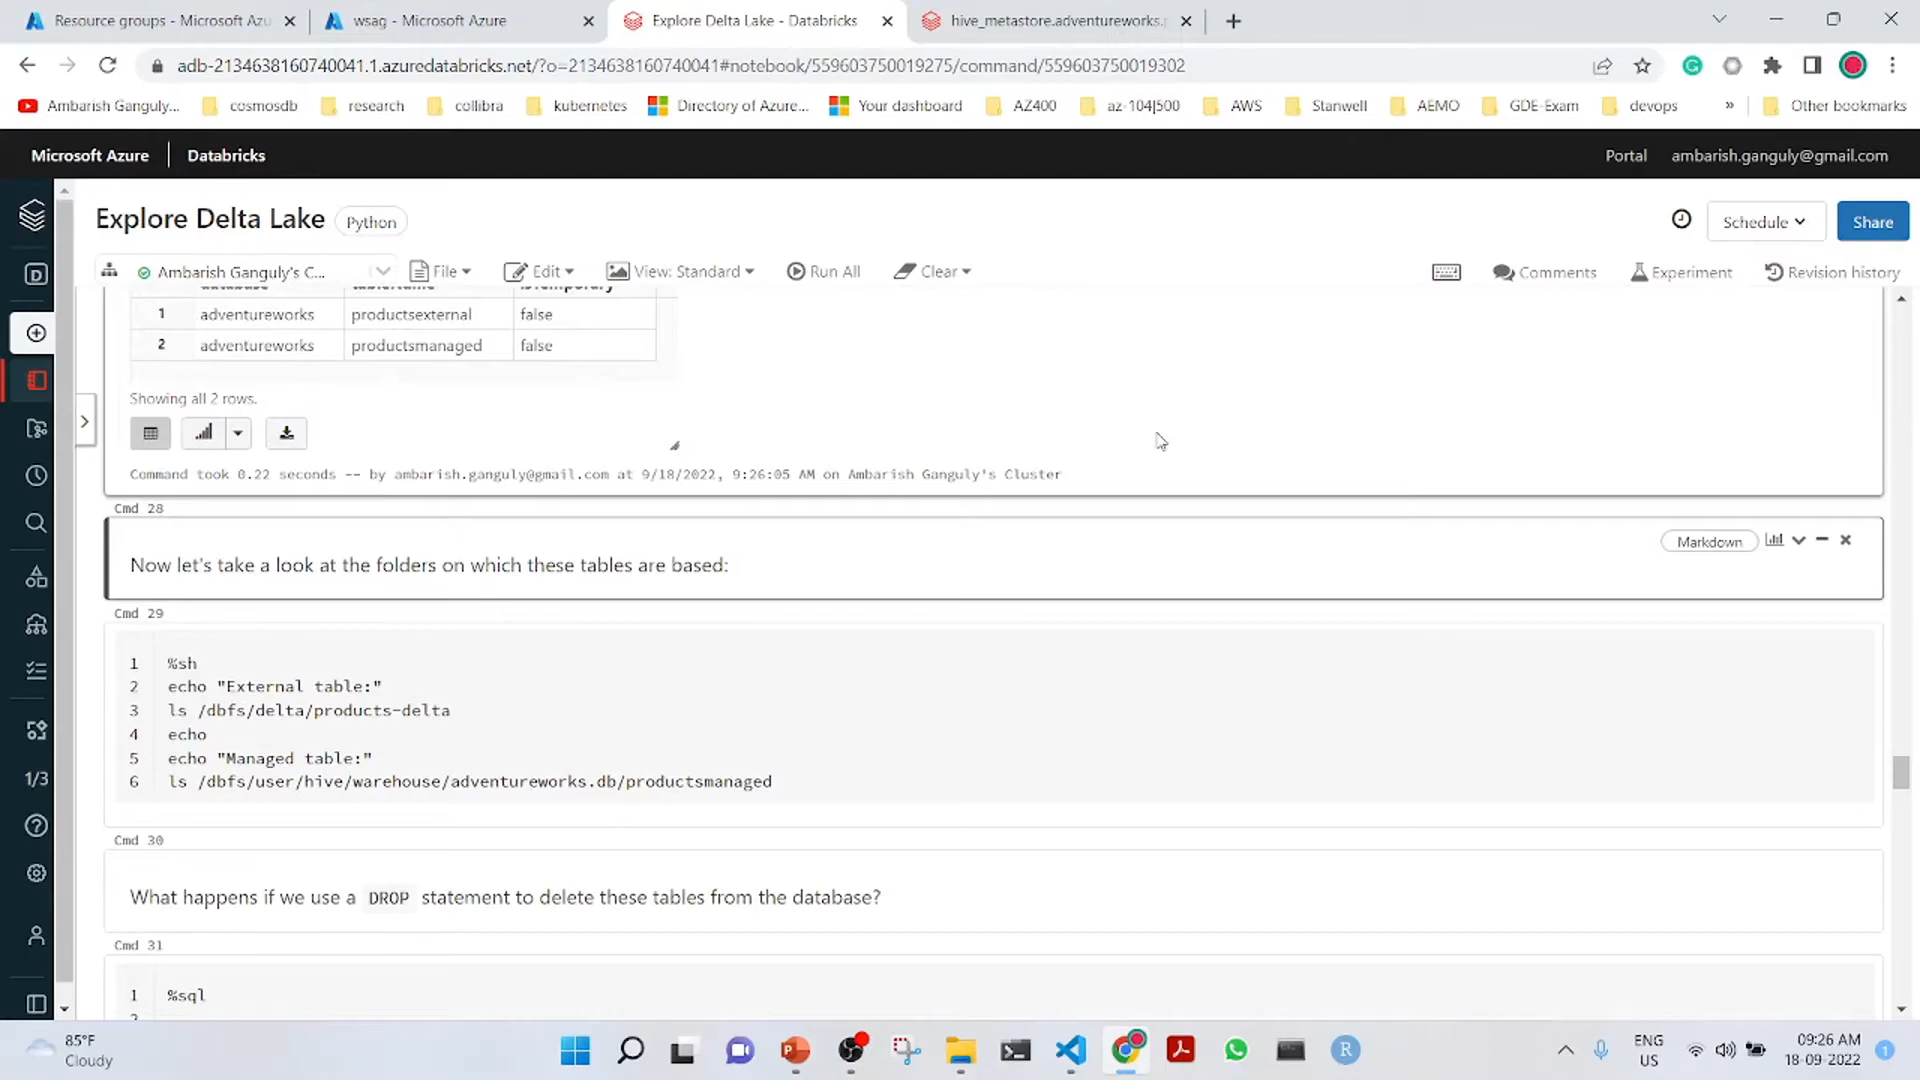 Resource groups - Microsoft Azu
wsag - Microsoft Azure
Explore Delta Lake - Databricks
hive_metastore.adventureworks.
adb-2134638160740041.1.azuredatabricks.net/?o=2134638160740041#notebook/559603750019275/command/559603750019302
Ambarish Ganguly...
cosmosdb
research
collibra
kubernetes
Directory of Azure...
Your dashboard
AZ400
az-104|500
AWS
Stanwell
AEMO
GDE-Exam
devops
»
Other bookmarks
Microsoft Azure
Databricks
Portal
ambarish.ganguly@gmail.com
Explore Delta Lake
Python
Schedule
Share
Ambarish Ganguly's C...
File
Edit
View: Standard
Run All
Clear
Comments
Experiment
Revision history
database tableName isTemporary
1 adventureworks productsexternal false
2 adventureworks productsmanaged false
Showing all 2 rows.
Command took 0.22 seconds -- by ambarish.ganguly@gmail.com at 9/18/2022, 9:26:05 AM on Ambarish Ganguly's Cluster
Cmd 28
Markdown
Now let's take a look at the folders on which these tables are based:
Cmd 29
1 %sh
2 echo "External table:"
3 ls /dbfs/delta/products-delta
4 echo
5 echo "Managed table:"
6 ls /dbfs/user/hive/warehouse/adventureworks.db/productsmanaged
Cmd 30
What happens if we use a DROP statement to delete these tables from the database?
Cmd 31
1 %sql
2
1/3
85°F
Cloudy
R
ENG
US
09:26 AM
18-09-2022
1